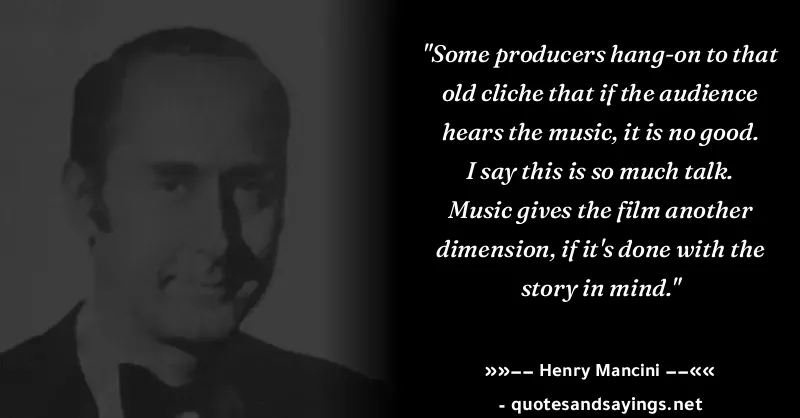 "Some producers hang-on to that
old cliche that if the audience
hears the music, it is no good.
I say this is so much talk.
Music gives the film another
dimension, if it's done with the
story in mind."
»»–– Henry Mancini ––««
- quotesandsayings.net